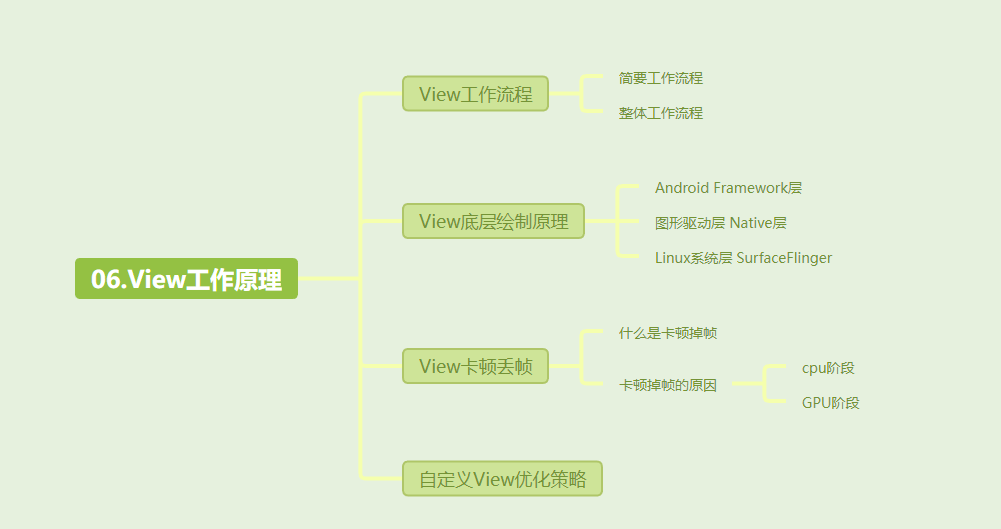 06.View工作原理
View工作流程
简要工作流程
整体工作流程
View底层绘制原理
Android Framework层
图形驱动层 Native层
Linux系统层 SurfaceFlinger
View卡顿丢帧
什么是卡顿掉帧
卡顿掉帧的原因
cpu阶段
GPU阶段
自定义View优化策略